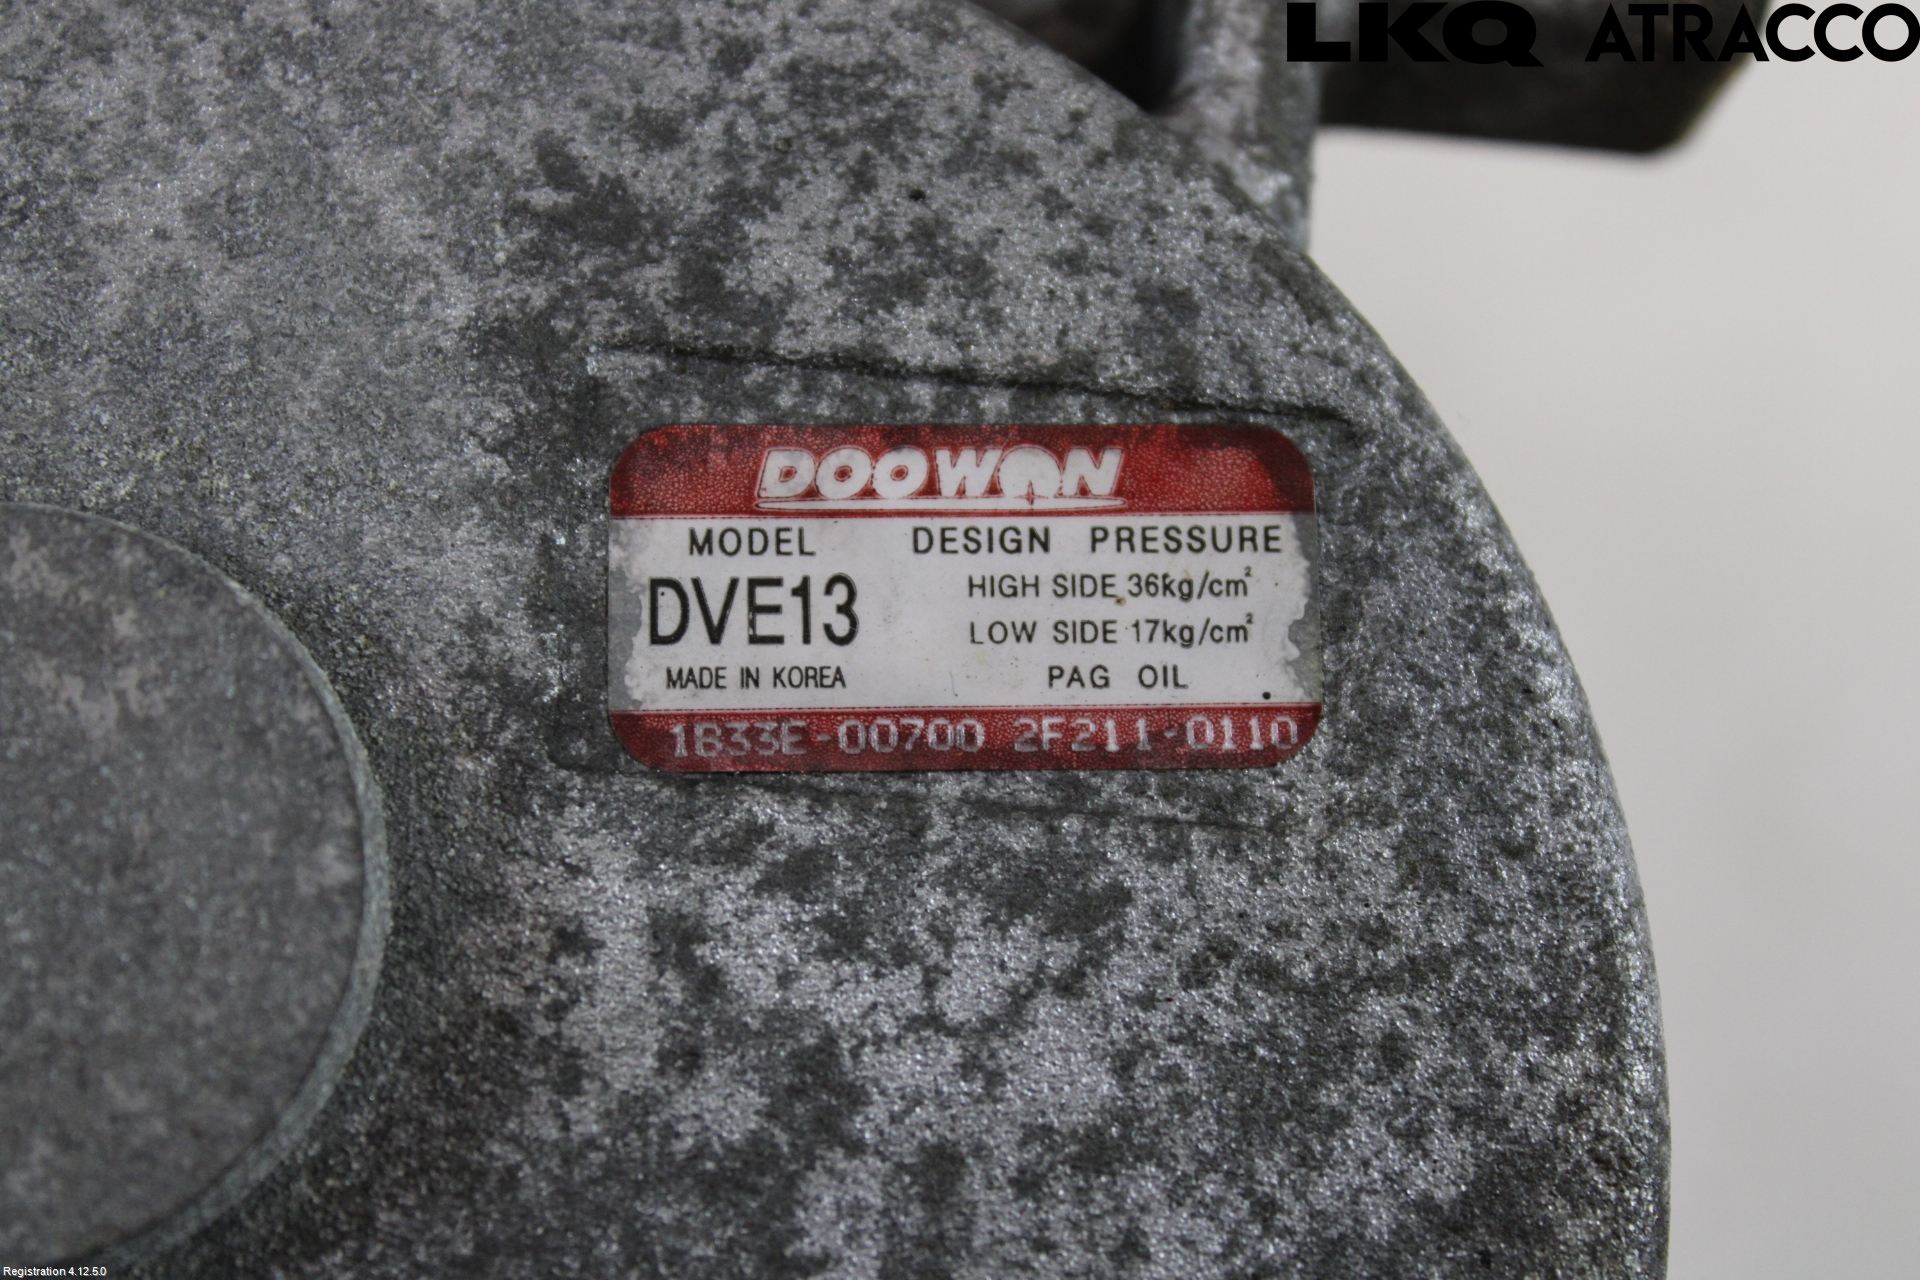 LKQ ATRACCO
DOOWON
MODEL DESIGN PRESSURE
DVE13 HIGH SIDE 36kg/cm²
LOW SIDE 17kg/cm²
MADE IN KOREA PAG OIL
1B33E-00700 2F211-0110
Registration 4.12.5.0